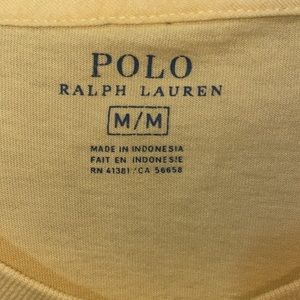 POLO
RALPH LAUREN
M/M
MADE IN INDONESIA
FAIT EN INDONESIE
RN 41381 /CA 56658